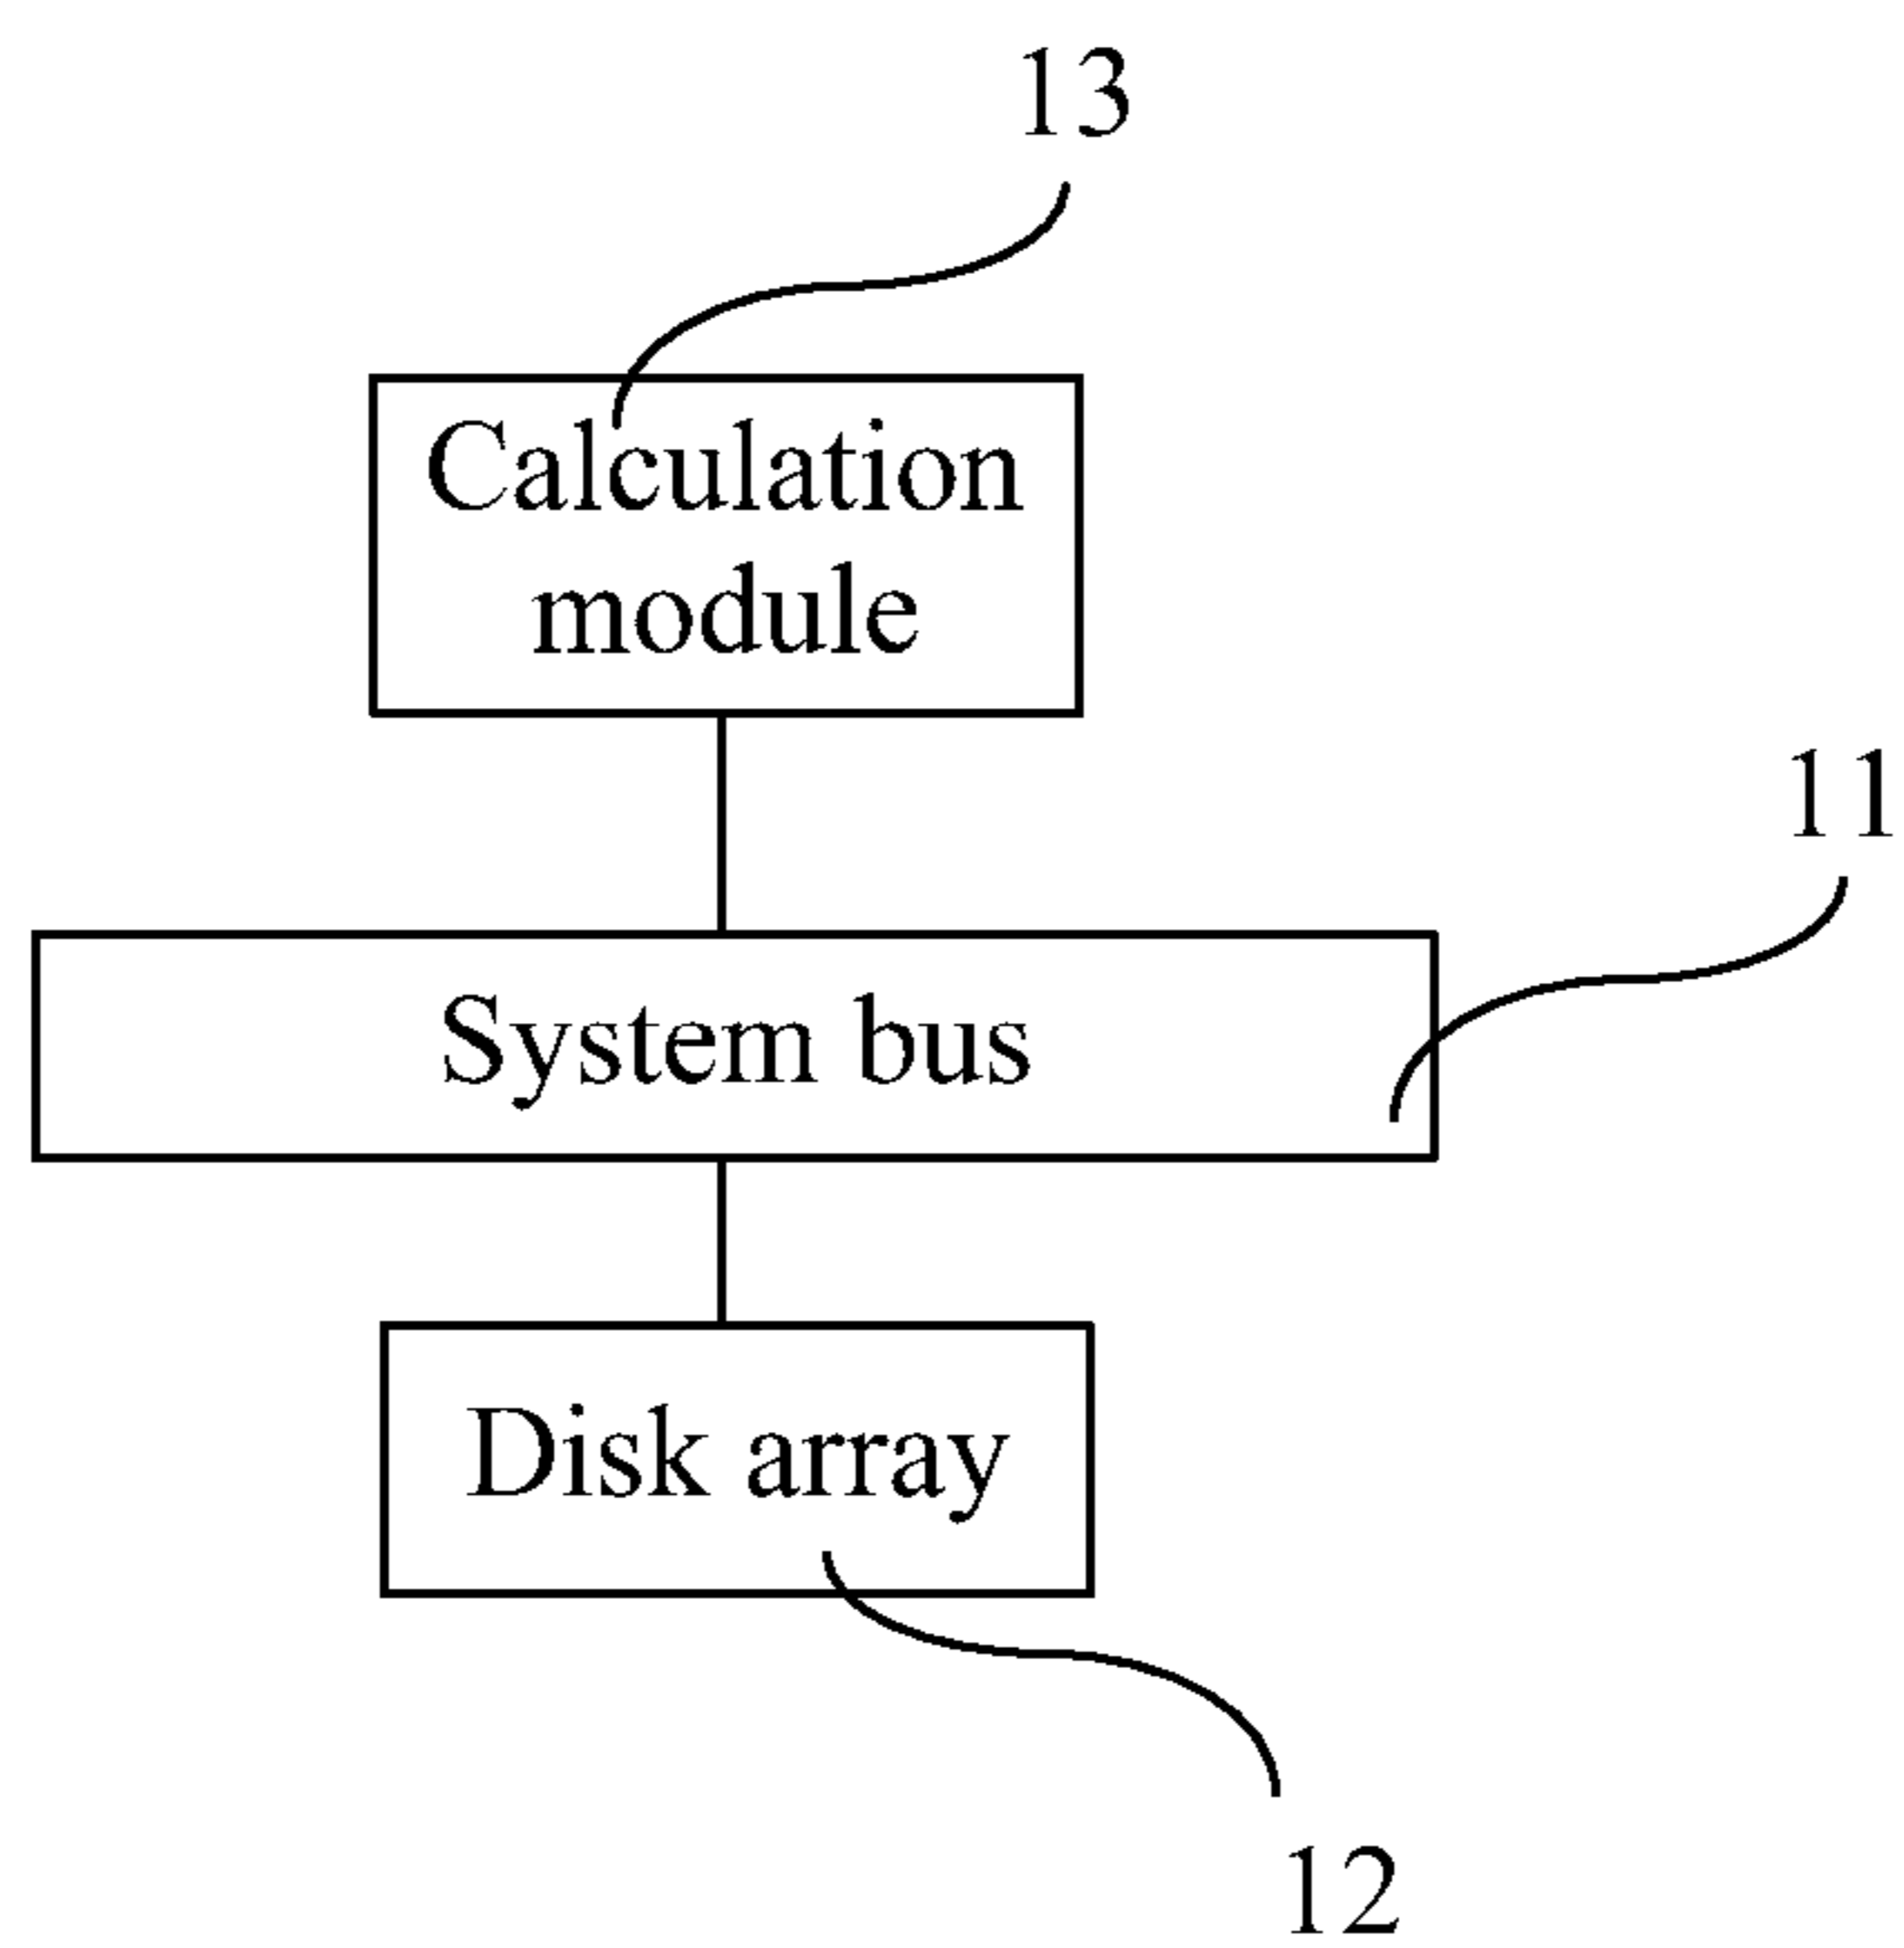 13
Calculation
module
11
System bus
Disk array
12